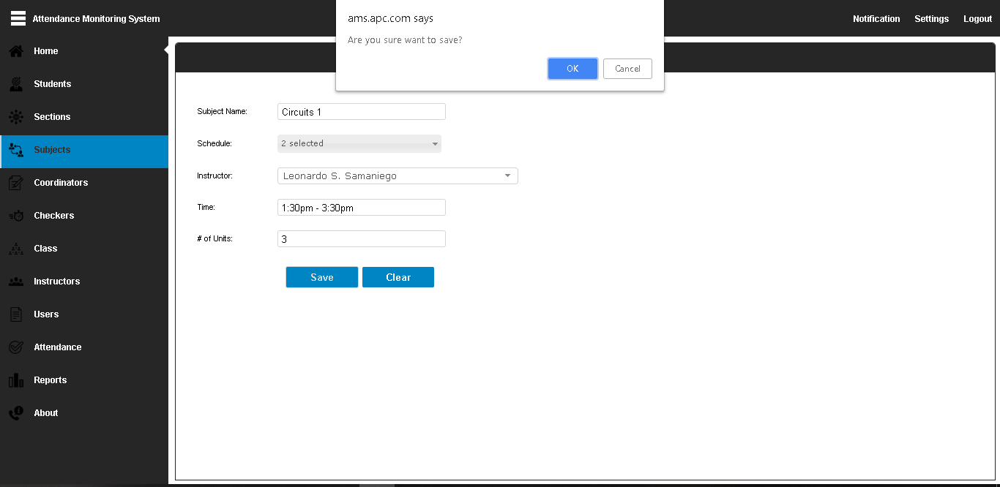 Attendance Monitoring System
Notification
Settings
Logout
ams.apc.com says
Are you sure want to save?
OK
Cancel
Home
Students
Sections
Subjects
Coordinators
Checkers
Class
Instructors
Users
Attendance
Reports
About
Subject Name: Circuits 1
Schedule: 2 selected
Instructor: Leonardo S. Samaniego
Time: 1:30pm - 3:30pm
# of Units: 3
Save
Clear